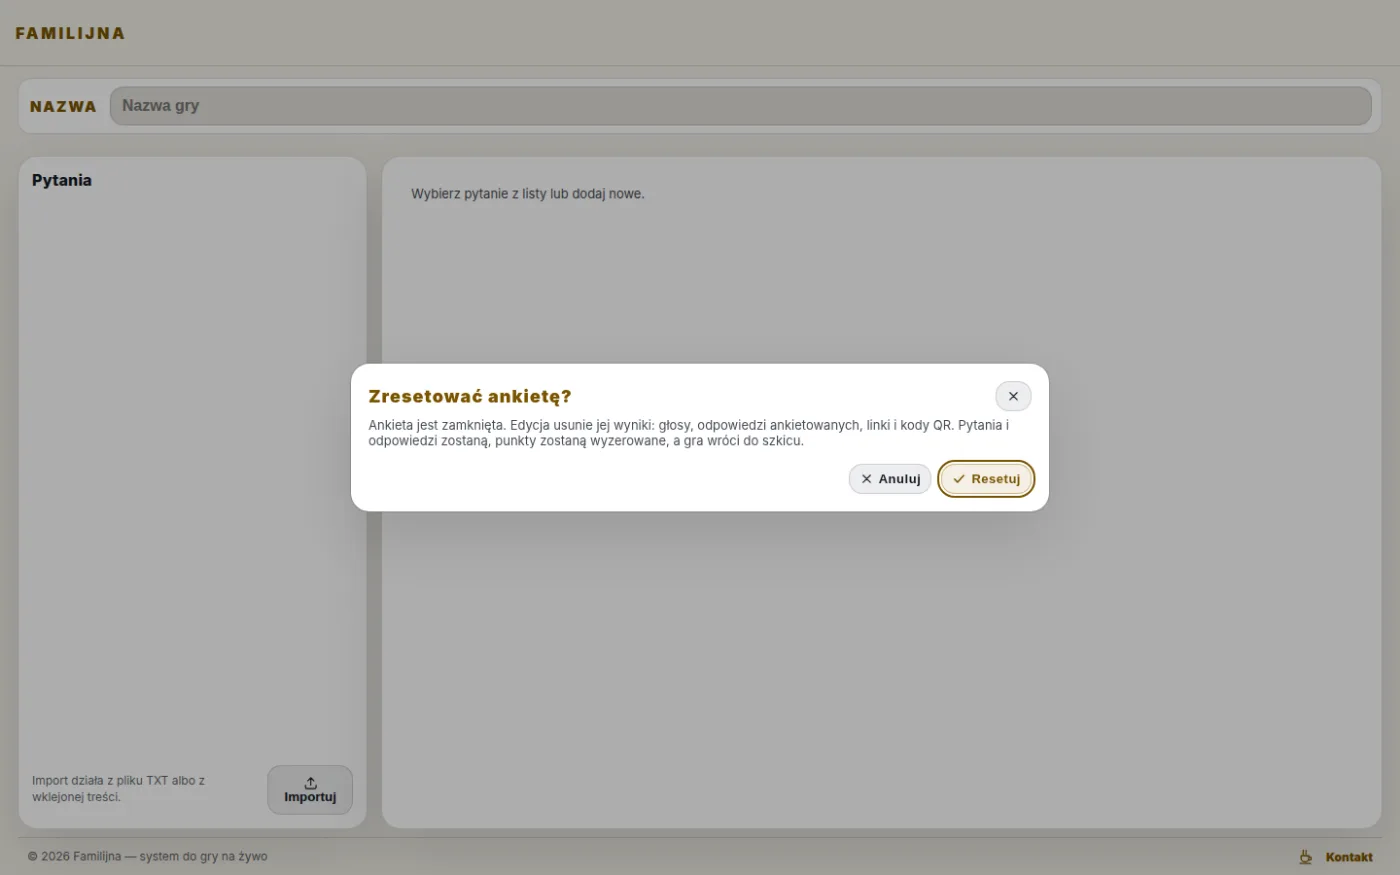 FAMILIJNA
NAZWA
Nazwa gry
Pytania
Wybierz pytanie z listy lub dodaj nowe.
Zresetować ankietę?
Ankieta jest zamknięta. Edycja usunie jej wyniki: głosy, odpowiedzi ankietowanych, linki i kody QR. Pytania i
odpowiedzi zostaną, punkty zostaną wyzerowane, a gra wróci do szkicu.
Anuluj
Resetuj
Import działa z pliku TXT albo z
wklejonej treści.
Importuj
© 2026 Familijna — system do gry na żywo
Kontakt